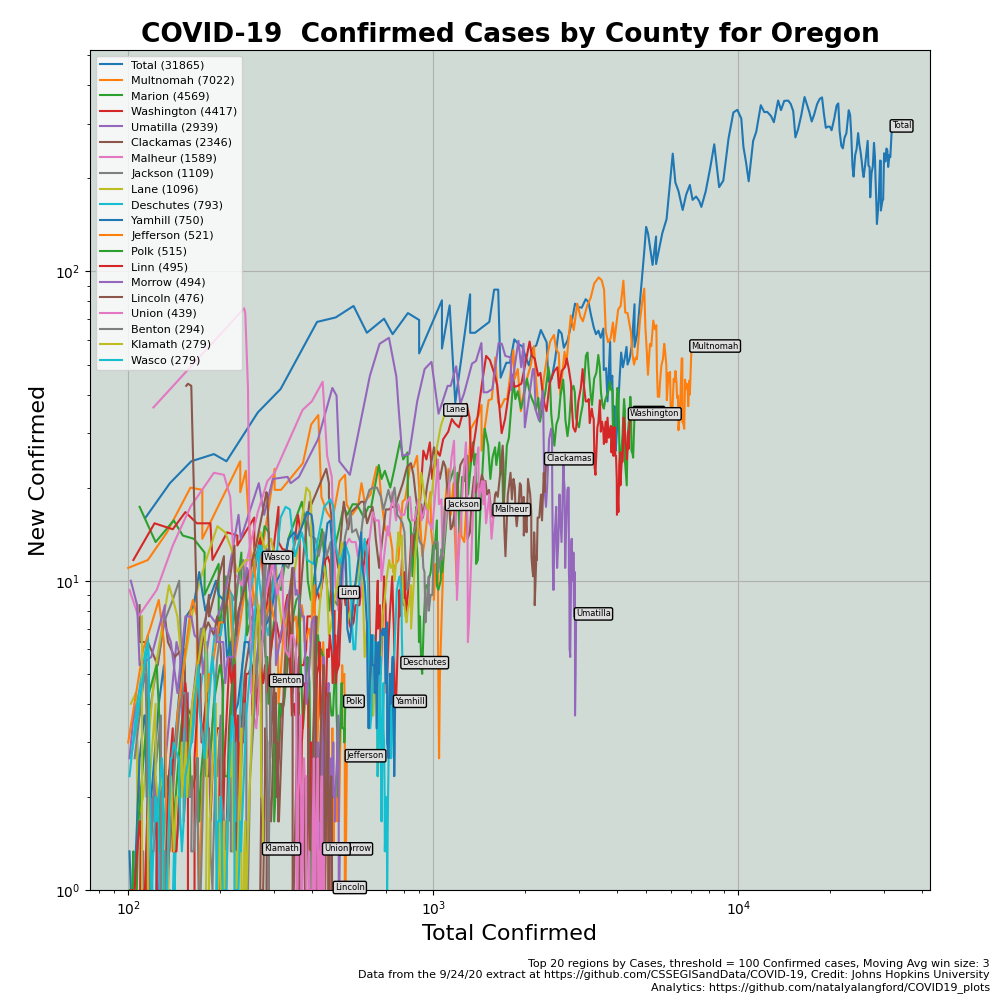 COVID-19  Confirmed Cases by County for Oregon
Total (31865)
Multnomah (7022)
Marion (4569)
Washington (4417)
Umatilla (2939)
Clackamas (2346)
Malheur (1589)
Jackson (1109)
Lane (1096)
Deschutes (793)
Yamhill (750)
Jefferson (521)
Polk (515)
Linn (495)
Morrow (494)
Lincoln (476)
Union (439)
Benton (294)
Klamath (279)
Wasco (279)
Total
Multnomah
Lane
Washington
Clackamas
Jackson
Malheur
Wasco
Linn
Umatilla
Deschutes
Benton
Polk
Yamhill
Jefferson
Klamath
Union
rrow
Lincoln
New Confirmed
10²
10¹
10⁰
10²
10³
10⁴
Total Confirmed
Top 20 regions by Cases, threshold = 100 Confirmed cases, Moving Avg win size: 3
Data from the 9/24/20 extract at https://github.com/CSSEGISandData/COVID-19, Credit: Johns Hopkins University
Analytics: https://github.com/natalyalangford/COVID19_plots